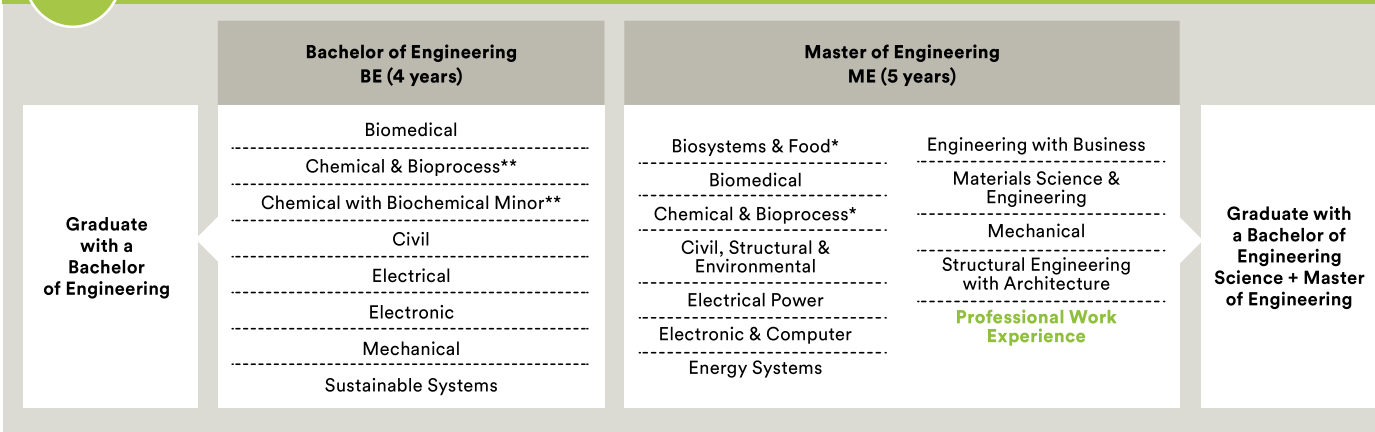 Bachelor of Engineering
BE (4 years)
Master of Engineering
ME (5 years)
Graduate
with a
Bachelor
of Engineering
Biomedical
Chemical & Bioprocess**
Chemical with Biochemical Minor**
Civil
Electrical
Electronic
Mechanical
Sustainable Systems
Biosystems & Food*
Biomedical
Chemical & Bioprocess*
Civil, Structural &
Environmental
Electrical Power
Electronic & Computer
Energy Systems
Engineering with Business
Materials Science &
Engineering
Mechanical
Structural Engineering
with Architecture
Professional Work
Experience
Graduate with
a Bachelor of
Engineering
Science + Master
of Engineering